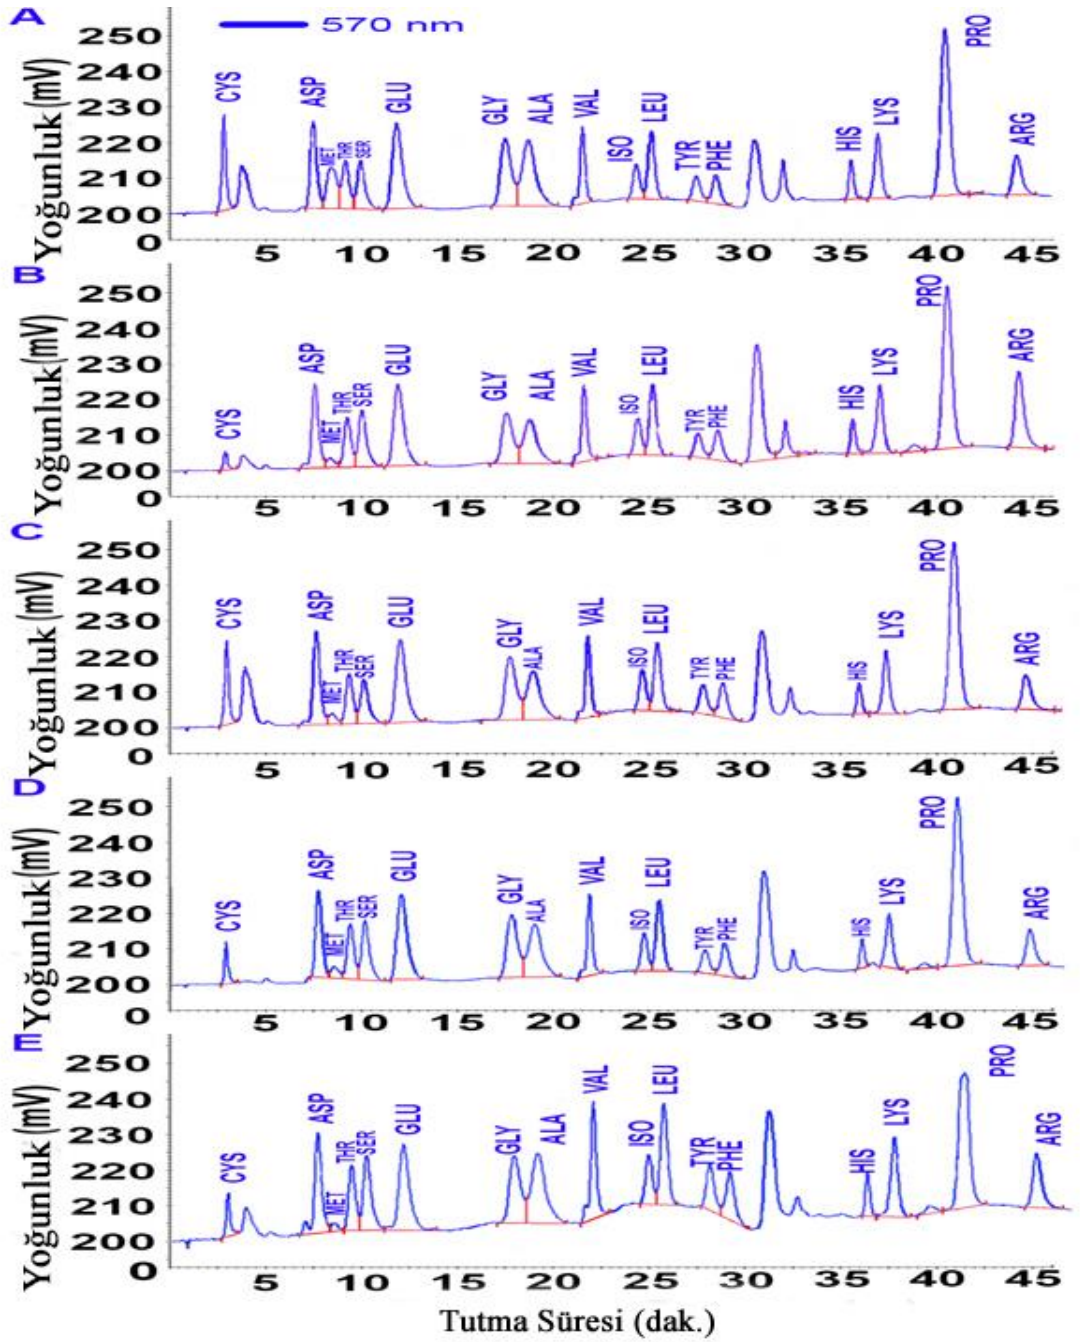 A
570 nm
Yoğunluk(mV)
250
240
230
220
210
200
0
CYS ASP MET THR SER GLU GLY ALA VAL ISO LEU TYR PHE HIS LYS PRO ARG
5 10 15 20 25 30 35 40 45
B
Yoğunluk(mV)
250
240
230
220
210
200
0
CYS ASP MET THR SER GLU GLY ALA VAL ISO LEU TYR PHE HIS LYS PRO ARG
5 10 15 20 25 30 35 40 45
C
Yoğunluk(mV)
250
240
230
220
210
200
0
CYS ASP MET THR SER GLU GLY ALA VAL ISO LEU TYR PHE HIS LYS PRO ARG
5 10 15 20 25 30 35 40 45
D
Yoğunluk(mV)
250
240
230
220
210
200
0
CYS ASP MET THR SER GLU GLY ALA VAL ISO LEU TYR PHE HIS LYS PRO ARG
5 10 15 20 25 30 35 40 45
E
Yoğunluk(mV)
250
240
230
220
210
200
0
CYS ASP MET THR SER GLU GLY ALA VAL ISO LEU TYR PHE HIS LYS PRO ARG
5 10 15 20 25 30 35 40 45
Tutma Süresi (dak.)